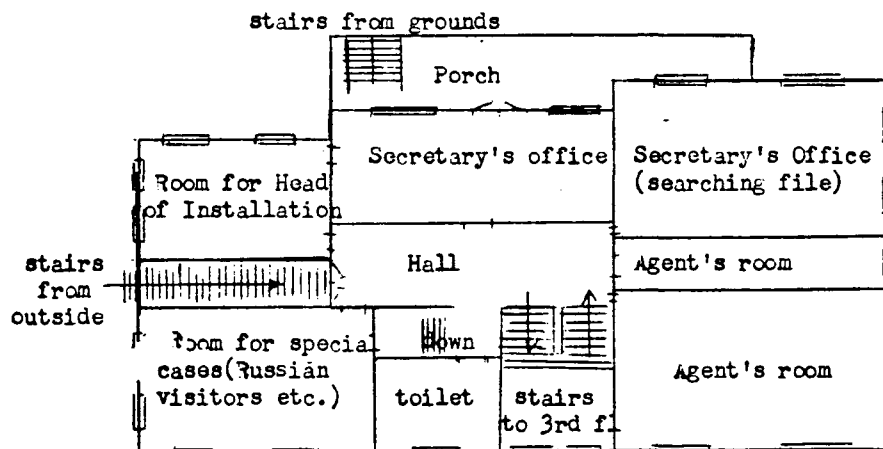 stairs from grounds
Porch
Secretary's office
Secretary's Office
(searching file)
Room for Head
of Installation
stairs
from
outside
Hall
Agent's room
Room for special
cases(Russian
visitors etc.)
down
toilet
stairs
to 3rd fl
Agent's room